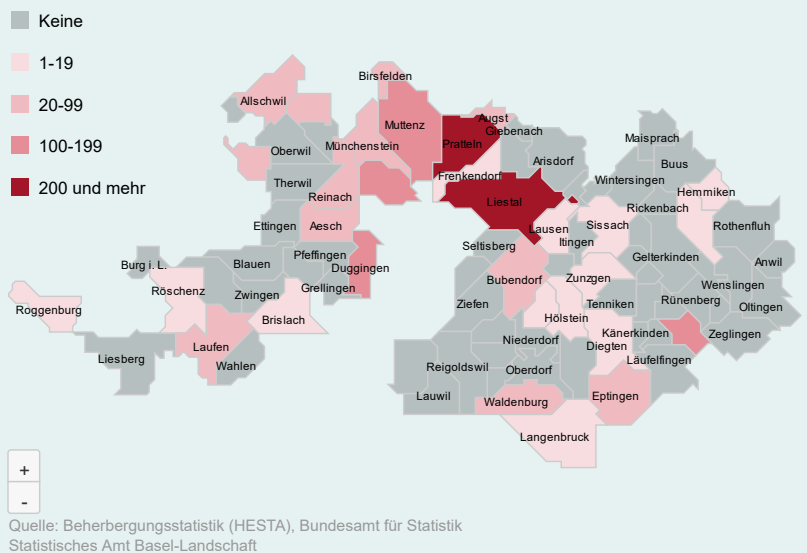 Keine
1-19
20-99
100-199
200 und mehr
Birsfelden
Allschwil
Augst
Muttenz
Giebenach
Maisprach
Pratteln
Münchenstein
Oberwil
Arisdorf
Buus
Frenkendorf
Wintersingen
Therwil
Hemmiken
Reinach
Liestal
Rickenbach
Aesch
Ettingen
Lausen
Sissach
Rothenfluh
Itingen
Seltisberg
Pfeffingen
Gelterkinden
Burg i. L.
Blauen
Duggingen
Anwil
Röschenz
Bubendorf
Zunzgen
Wenslingen
Grellingen
Zwingen
Rünenberg
Ziefen
Tenniken
Oltingen
Roggenburg
Brislach
Hölstein
Känerkinden
Zeglingen
Niederdorf
Laufen
Diegten
Liesberg
Läufelfingen
Wahlen
Reigoldswil
Oberdorf
Lauwil
Waldenburg
Eptingen
Langenbruck
+
-
Quelle: Beherbergungsstatistik (HESTA), Bundesamt für Statistik
Statistisches Amt Basel-Landschaft